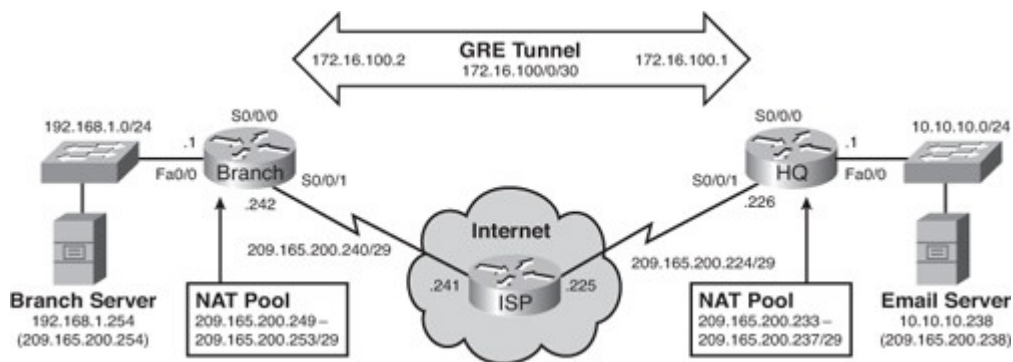 GRE Tunnel
172.16.100.2
172.16.100/0/30
172.16.100.1
192.168.1.0/24
S0/0/0
.1
Fa0/0
Branch
S0/0/1
.242
209.165.200.240/29
Internet
.241
ISP
.225
S0/0/0
10.10.10.0/24
.1
HQ
Fa0/0
S0/0/1
.226
209.165.200.224/29
Branch Server
192.168.1.254
(209.165.200.254)
NAT Pool
209.165.200.249–
209.165.200.253/29
NAT Pool
209.165.200.233–
209.165.200.237/29
Email Server
10.10.10.238
(209.165.200.238)